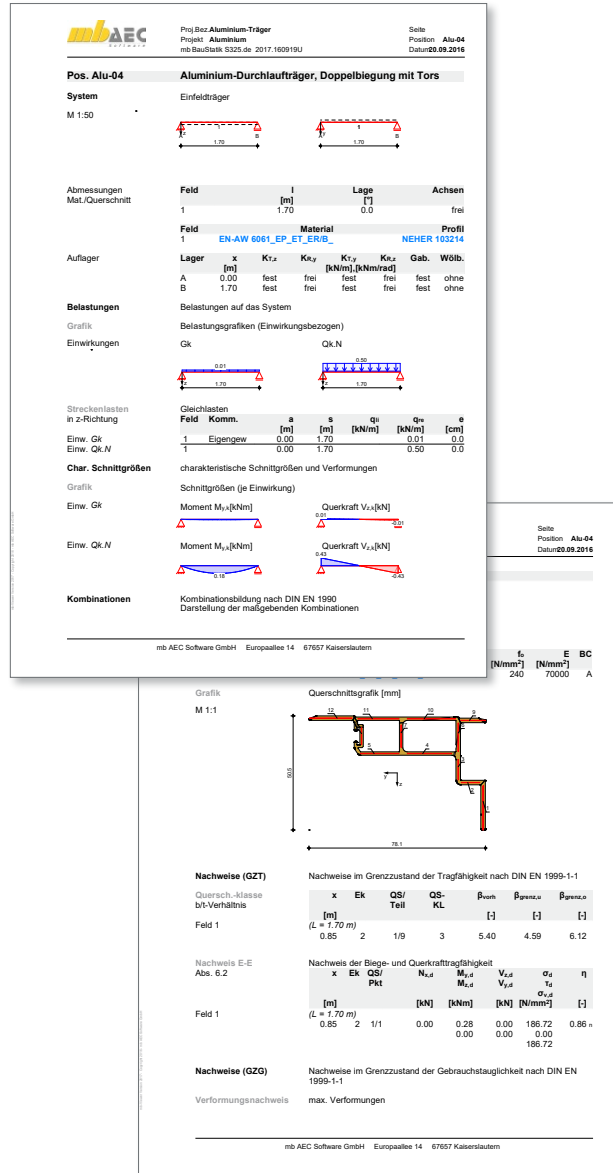 mbAEC
Software
Proj.Bez.Aluminium-Träger Seite
Projekt Aluminium Position Alu-04
mb BauStatik S325.de 2017.160919U Datum20.09.2016
Pos. Alu-04 Aluminium-Durchlaufträger, Doppelbiegung mit Tors
System Einfeldträger
M 1:50
z A 1 B y A 1 B
1.70 1.70
Abmessungen Feld l Lage Achsen
Mat./Querschnitt [m] [°]
1 1.70 0.0 frei
Feld Material Profil
1 EN-AW 6061_EP_ET_ER/B_ NEHER 103214
Auflager Lager x KT,z KR,y KT,y KR,z Gab. Wölb.
[m] [kN/m],[kNm/rad]
A 0.00 fest frei fest frei fest ohne
B 1.70 fest frei fest frei fest ohne
Belastungen Belastungen auf das System
Grafik Belastungsgrafiken (Einwirkungsbezogen)
Einwirkungen Gk Qk.N
0.01 0.50
z z
1.70 1.70
Streckenlasten Gleichlasten
in z-Richtung Feld Komm. a s qli qre e
[m] [m] [kN/m] [kN/m] [cm]
Einw. Gk 1 Eigengew 0.00 1.70 0.01 0.0
Einw. Qk.N 1 0.00 1.70 0.50 0.0
Char. Schnittgrößen charakteristische Schnittgrößen und Verformungen
Grafik Schnittgrößen (je Einwirkung)
Einw. Gk Moment My,k[kNm] Querkraft Vz,k[kN]
0.01 -0.01
Einw. Qk.N Moment My,k[kNm] Querkraft Vz,k[kN]
0.43
0.18 -0.43
Kombinationen Kombinationsbildung nach DIN EN 1990
Darstellung der maßgebenden Kombinationen
mb AEC Software GmbH Europaallee 14 67657 Kaiserslautern
Seite
Position Alu-04
Datum20.09.2016
fo E BC
[N/mm²] [N/mm²]
240 70000 A
Grafik Querschnittsgrafik [mm]
M 1:1
12 11 10 9
5 4 3
y z
2
1
50.5
78.1
Nachweise (GZT) Nachweise im Grenzzustand der Tragfähigkeit nach DIN EN 1999-1-1
Quersch.-klasse x Ek QS/ QS- βvorh βgrenz,u βgrenz,o
b/t-Verhältnis Teil KL
[m] [-] [-] [-]
Feld 1 (L = 1.70 m)
0.85 2 1/9 3 5.40 4.59 6.12
Nachweis E-E Nachweis der Biege- und Querkrafttragfähigkeit
Abs. 6.2 x Ek QS/ Nx,d My,d Vz,d σd η
Pkt Mz,d Vy,d τd
σv,d
[m] [kN] [kNm] [kN] [N/mm²] [-]
Feld 1 (L = 1.70 m)
0.85 2 1/1 0.00 0.28 0.00 186.72 0.86 n
0.00 0.00 0.00
186.72
Nachweise (GZG) Nachweise im Grenzzustand der Gebrauchstauglichkeit nach DIN EN
1999-1-1
Verformungsnachweis max. Verformungen
mb AEC Software GmbH Europaallee 14 67657 Kaiserslautern